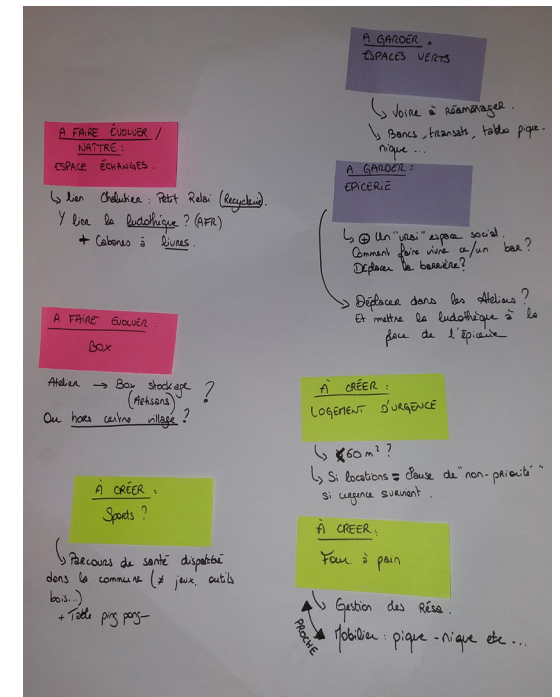 A GARDER :
ESPACES VERTS
↳ Voire à réaménager.
↳ Bancs, transats, tables pique-
nique ...
A FAIRE ÉVOLUER /
NAÎTRE :
ESPACE ÉCHANGES.
↳ lien Chalutier : Petit Relai (Recyclerie).
Y lier la ludothèque ? (AFR)
+ Cabanes à livres.
A GARDER :
EPICERIE
↳ ⊕ Un "vrai" espace social.
Comment faire vivre ce/un bar ?
Déplacer la barrière ?
↳ Déplacer dans les Ateliers ?
Et mettre la ludothèque à la
place de l'épicerie
A FAIRE ÉVOLUER :
BOX
Atelier → Box stockage ?
(Artisans)
Ou hors centre village ?
À CRÉER :
LOGEMENT D'URGENCE
↳ 60 m² ?
↳ Si locations = clause de "non-priorité"
si urgence survient.
À CRÉER :
Sports ?
↳ Parcours de santé
dans la commune (≠ jeux, outils
bois...)
+ Table ping pong
À CREER :
Four à pain
↳ Gestion des Résa.
PROCHE
↳ Mobilier : pique-nique etc ...